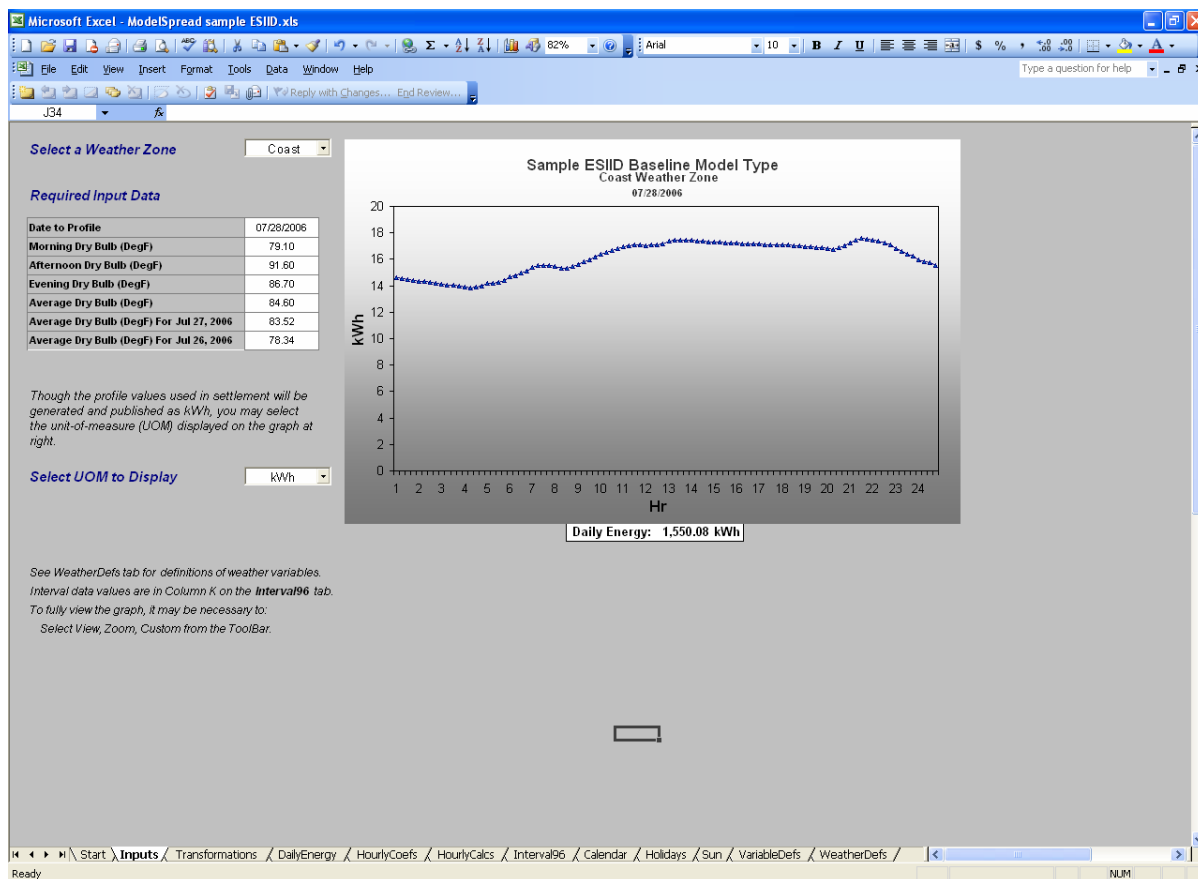 Microsoft Excel - ModelSpread sample ESIID.xls
82% Arial 10 B I U $ % ,
File Edit View Insert Format Tools Data Window Help Type a question for help
Reply with Changes... End Review...
J34 fx
Select a Weather Zone Coast
Required Input Data
Date to Profile 07/28/2006
Morning Dry Bulb (DegF) 79.10
Afternoon Dry Bulb (DegF) 91.60
Evening Dry Bulb (DegF) 86.70
Average Dry Bulb (DegF) 84.60
Average Dry Bulb (DegF) For Jul 27, 2006 83.52
Average Dry Bulb (DegF) For Jul 26, 2006 78.34
Though the profile values used in settlement will be
generated and published as kWh, you may select
the unit-of-measure (UOM) displayed on the graph at
right.
Select UOM to Display kWh
Sample ESIID Baseline Model Type
Coast Weather Zone
07/28/2006
20
18
16
14
12
10
8
6
4
2
0
kWh
1 2 3 4 5 6 7 8 9 10 11 12 13 14 15 16 17 18 19 20 21 22 23 24
Hr
Daily Energy: 1,550.08 kWh
See WeatherDefs tab for definitions of weather variables.
Interval data values are in Column K on the Interval96 tab.
To fully view the graph, it may be necessary to:
Select View, Zoom, Custom from the ToolBar.
Start Inputs Transformations DailyEnergy HourlyCoefs HourlyCalcs Interval96 Calendar Holidays Sun VariableDefs WeatherDefs
Ready NUM